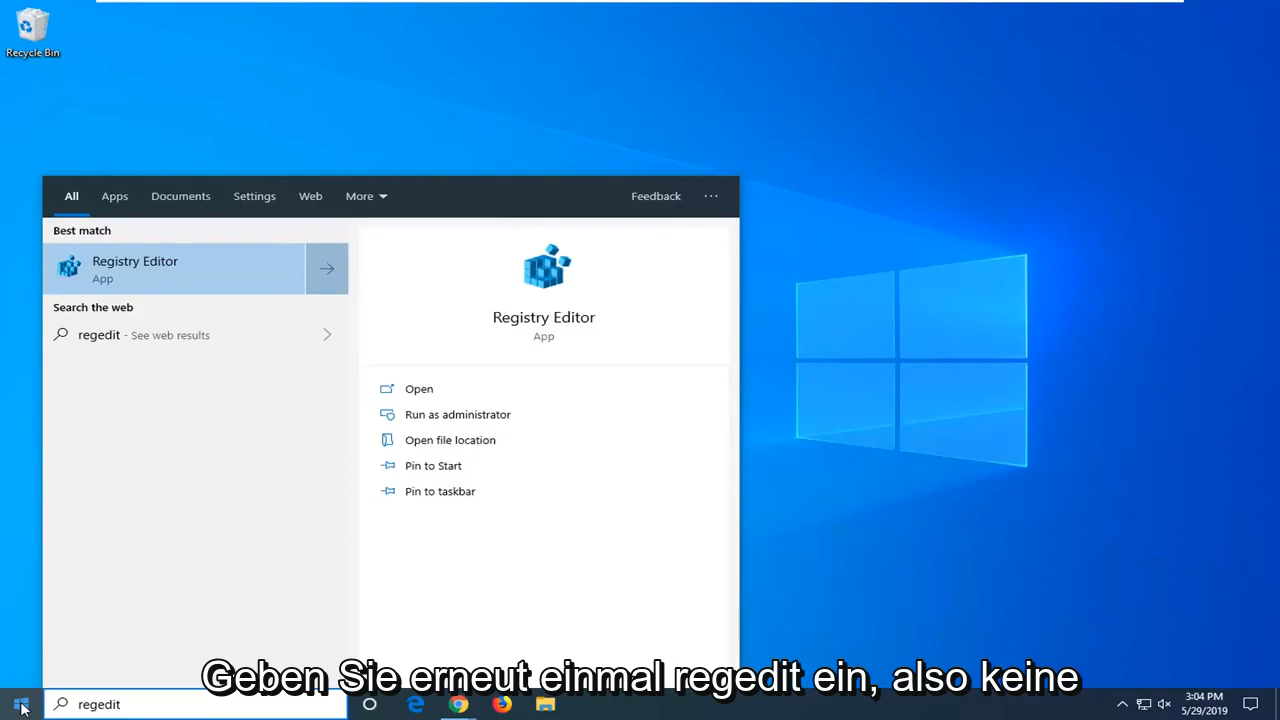 Recycle Bin
All Apps Documents Settings Web More Feedback ...
Best match
Registry Editor
App
Search the web
regedit - See web results
Registry Editor
App
Open
Run as administrator
Open file location
Pin to Start
Pin to taskbar
Geben Sie erneut einmal regedit ein, also keine
regedit
3:04 PM
5/29/2019